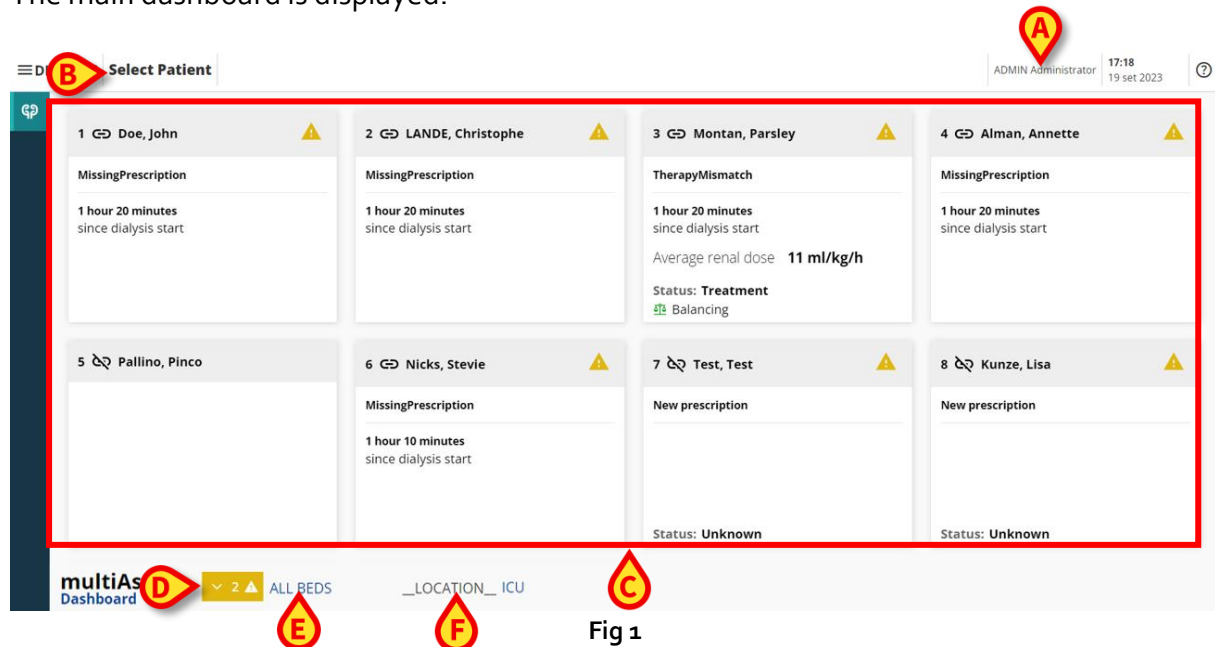 The main dashboard is displayed.
A
B
Select Patient
ADMIN Administrator
17:18
19 set 2023
1 Doe, John
2 LANDE, Christophe
3 Montan, Parsley
4 Alman, Annette
MissingPrescription
MissingPrescription
TherapyMismatch
MissingPrescription
1 hour 20 minutes
since dialysis start
1 hour 20 minutes
since dialysis start
1 hour 20 minutes
since dialysis start
1 hour 20 minutes
since dialysis start
Average renal dose 11 ml/kg/h
Status: Treatment
Balancing
5 Pallino, Pinco
6 Nicks, Stevie
7 Test, Test
8 Kunze, Lisa
MissingPrescription
New prescription
New prescription
1 hour 10 minutes
since dialysis start
Status: Unknown
Status: Unknown
C
D
Dashboard
2
ALL BEDS
__LOCATION__ ICU
E
F
Fig 1